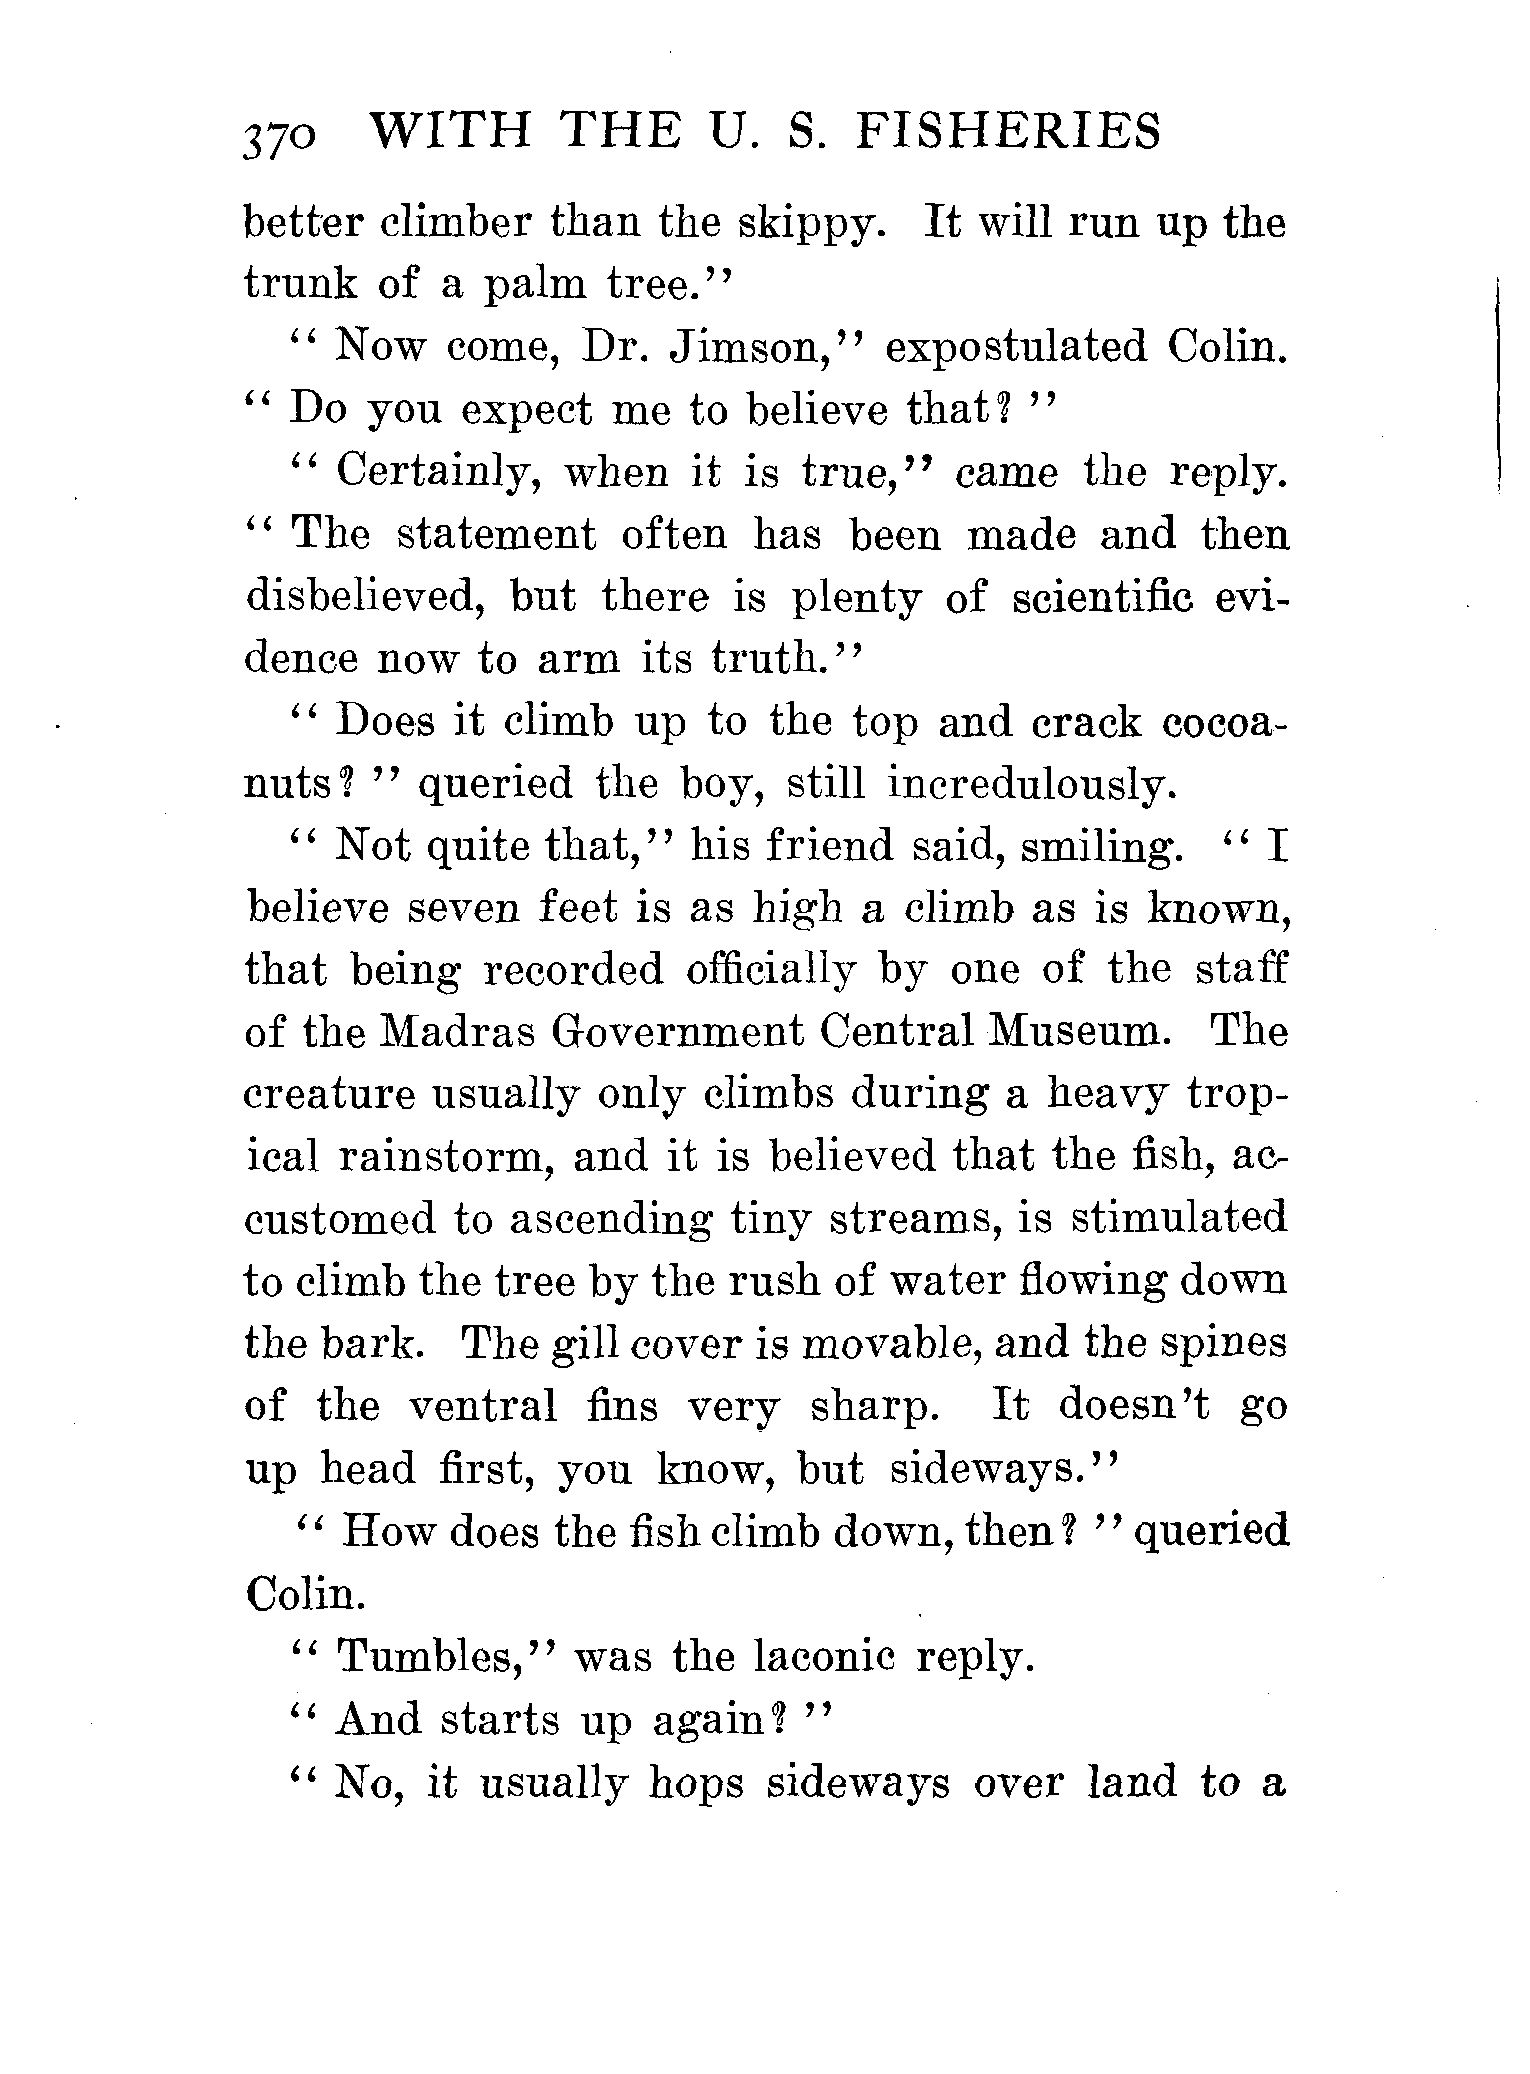 370 WITH THE U. S. FISHERIES
better climber than the skippy. It will run up the
trunk of a palm tree."
" Now come, Dr. Jimson," expostulated Colin.
" Do you expect me to believe that? "
" Certainly, when it is true," came the reply.
" The statement often has been made and then
disbelieved, but there is plenty of scientific evi-
dence now to arm its truth."
" Does it climb up to the top and crack cocoa-
nuts? " queried the boy, still incredulously.
" Not quite that," his friend said, smiling. " I
believe seven feet is as high a climb as is known,
that being recorded officially by one of the staff
of the Madras Government Central Museum. The
creature usually only climbs during a heavy trop-
ical rainstorm, and it is believed that the fish, ac-
customed to ascending tiny streams, is stimulated
to climb the tree by the rush of water flowing down
the bark. The gill cover is movable, and the spines
of the ventral fins very sharp. It doesn't go
up head first, you know, but sideways."
" How does the fish climb down, then? " queried
Colin.
" Tumbles," was the laconic reply.
" And starts up again? "
" No, it usually hops sideways over land to a